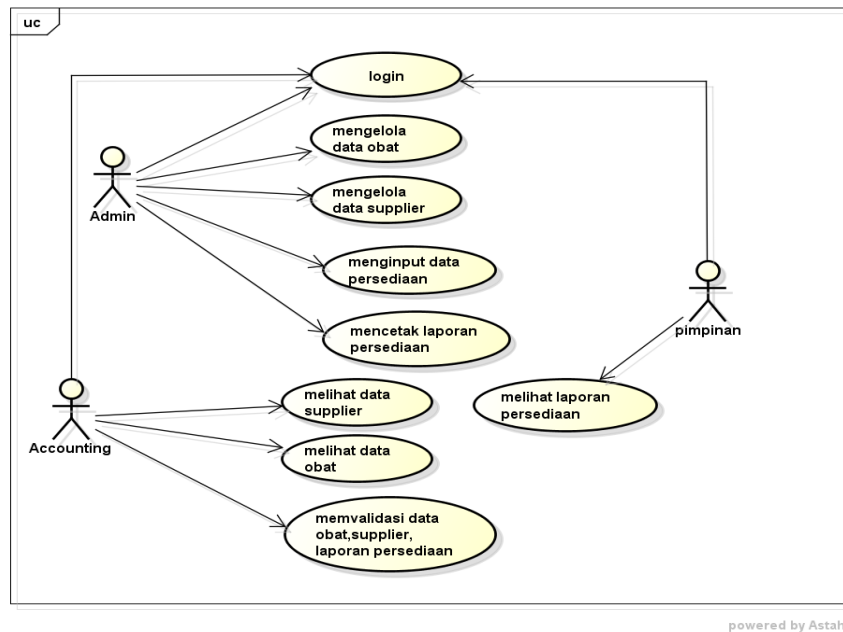 uc
login
mengelola
data obat
mengelola
data supplier
Admin
menginput data
persediaan
mencetak laporan
persediaan
pimpinan
melihat data
supplier
melihat laporan
persediaan
Accounting
melihat data
obat
memvalidasi data
obat,supplier,
laporan persediaan
powered by Astah